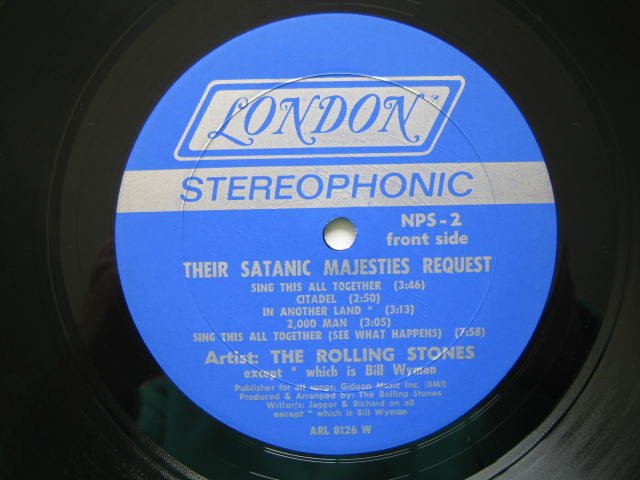 LONDON
STEREOPHONIC
NPS-2
front side
THEIR SATANIC MAJESTIES REQUEST
SING THIS ALL TOGETHER (3:46)
CITADEL (2:50)
IN ANOTHER LAND * (3:13)
2,000 MAN (3:05)
SING THIS ALL TOGETHER (SEE WHAT HAPPENS) (7:58)
Artist: THE ROLLING STONES
except * which is Bill Wyman
Publisher for all songs: Gideon Music Inc. (BMI)
Produced & Arranged by: The Rolling Stones
Writer/s: Jagger & Richard on all
except * which is Bill Wyman
ARL 8126 W